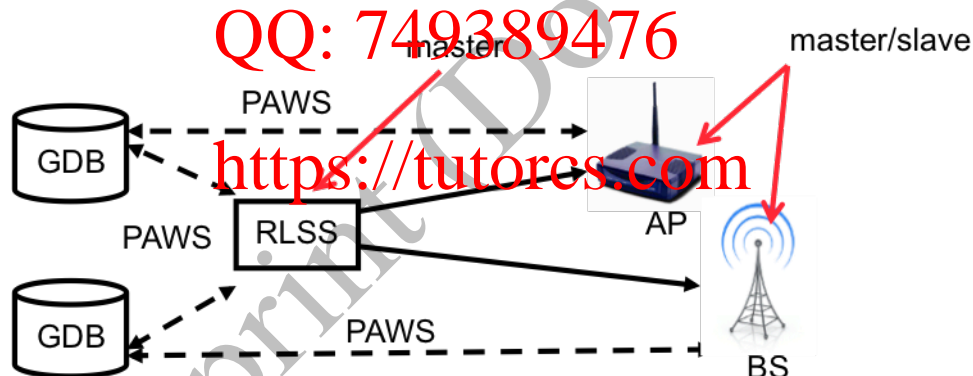 QQ: 749389476
master
master/slave
PAWS
GDB
https://tutorcs.com
AP
PAWS
RLSS
GDB
PAWS
BS